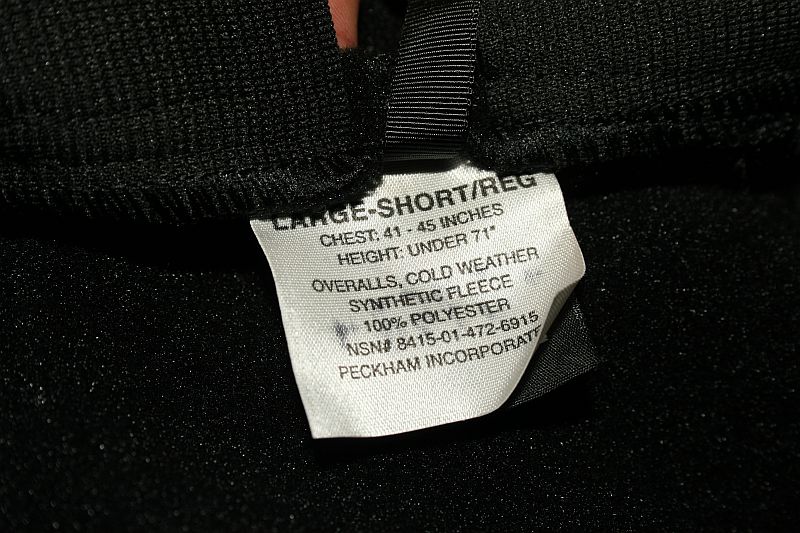 LARGE-SHORT/REG
CHEST: 41 - 45 INCHES
HEIGHT: UNDER 71"
OVERALLS, COLD WEATHER
SYNTHETIC FLEECE
100% POLYESTER
NSN# 8415-01-472-6915
PECKHAM INCORPORATE